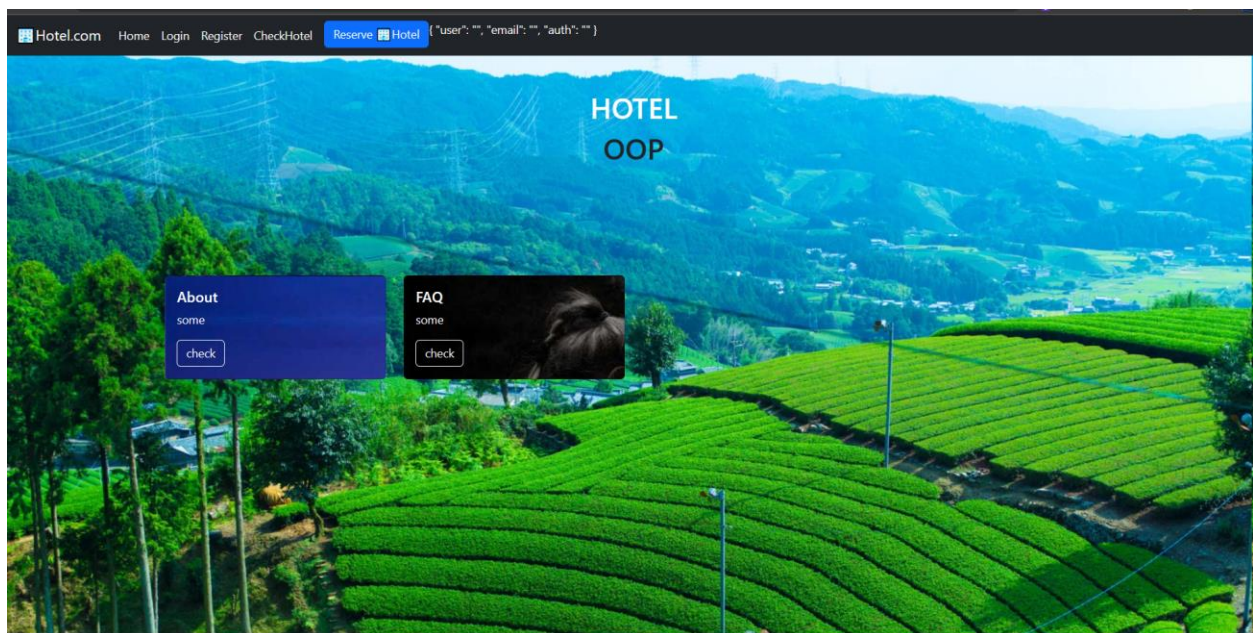 Hotel.com Home Login Register CheckHotel Reserve 🏢 Hotel { "user": "", "email": "", "auth": "" }
HOTEL
OOP
About
some
check
FAQ
some
check